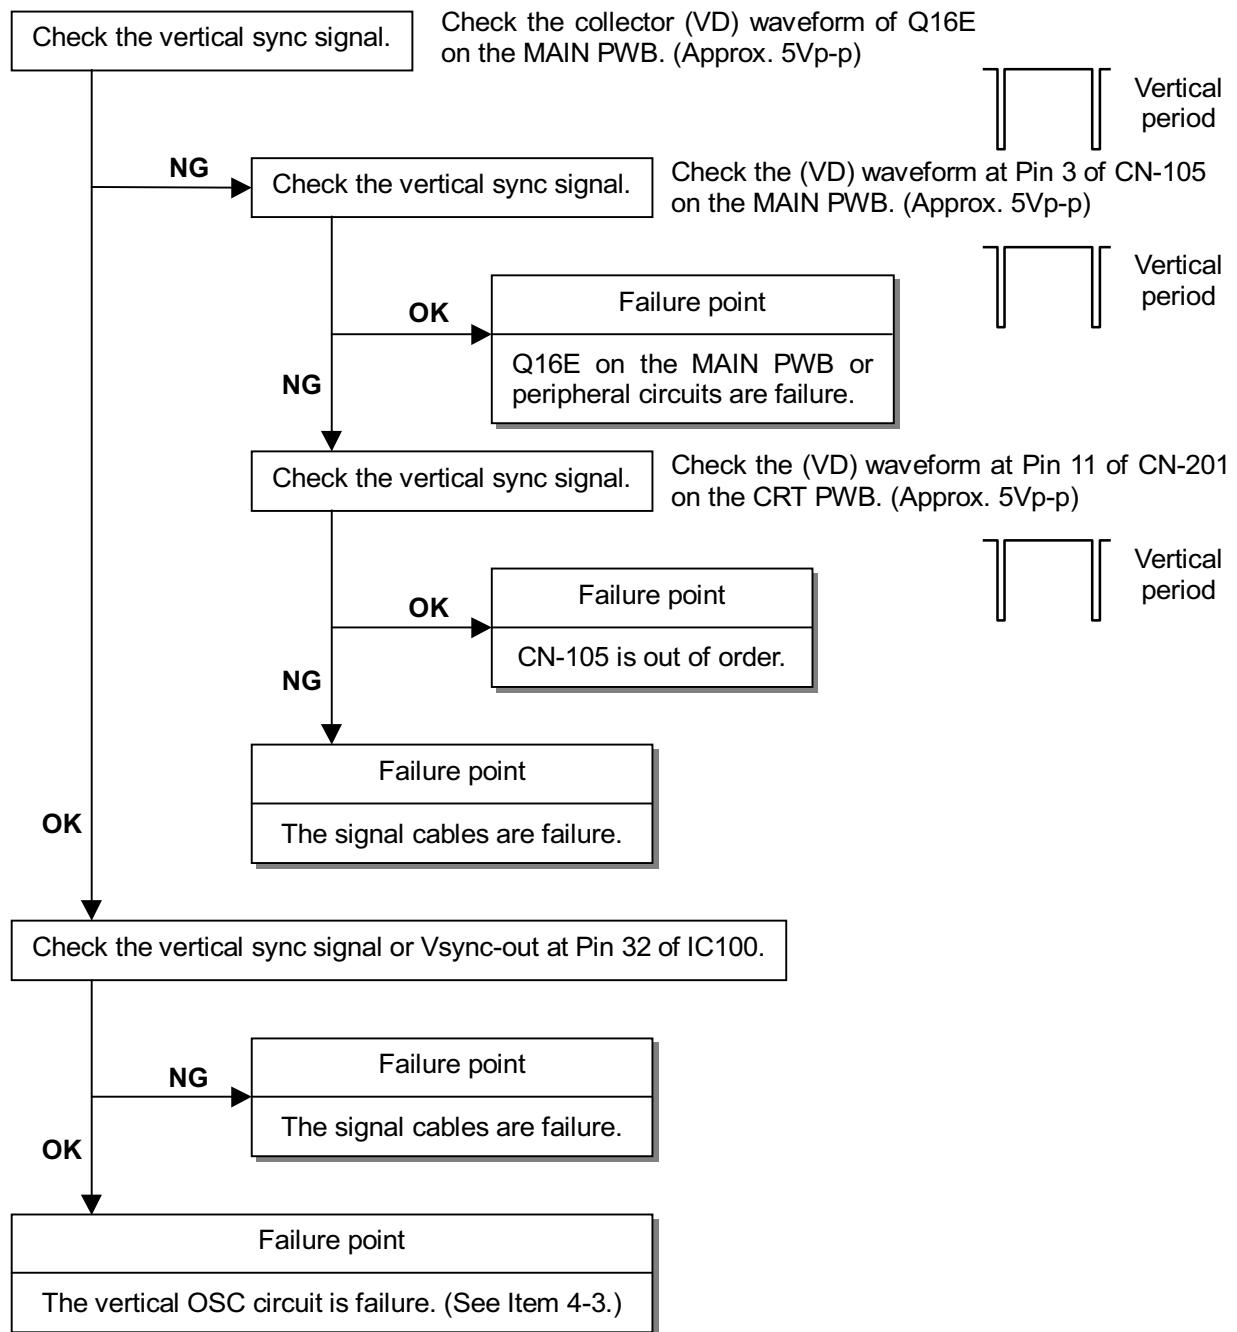 Check the vertical sync signal.
Check the collector (VD) waveform of Q16E
on the MAIN PWB. (Approx. 5Vp-p)
Vertical
period
NG
Check the vertical sync signal.
Check the (VD) waveform at Pin 3 of CN-105
on the MAIN PWB. (Approx. 5Vp-p)
Vertical
period
OK
Failure point
Q16E on the MAIN PWB or
peripheral circuits are failure.
NG
Check the vertical sync signal.
Check the (VD) waveform at Pin 11 of CN-201
on the CRT PWB. (Approx. 5Vp-p)
Vertical
period
OK
Failure point
CN-105 is out of order.
NG
Failure point
The signal cables are failure.
OK
Check the vertical sync signal or Vsync-out at Pin 32 of IC100.
NG
Failure point
The signal cables are failure.
OK
Failure point
The vertical OSC circuit is failure. (See Item 4-3.)